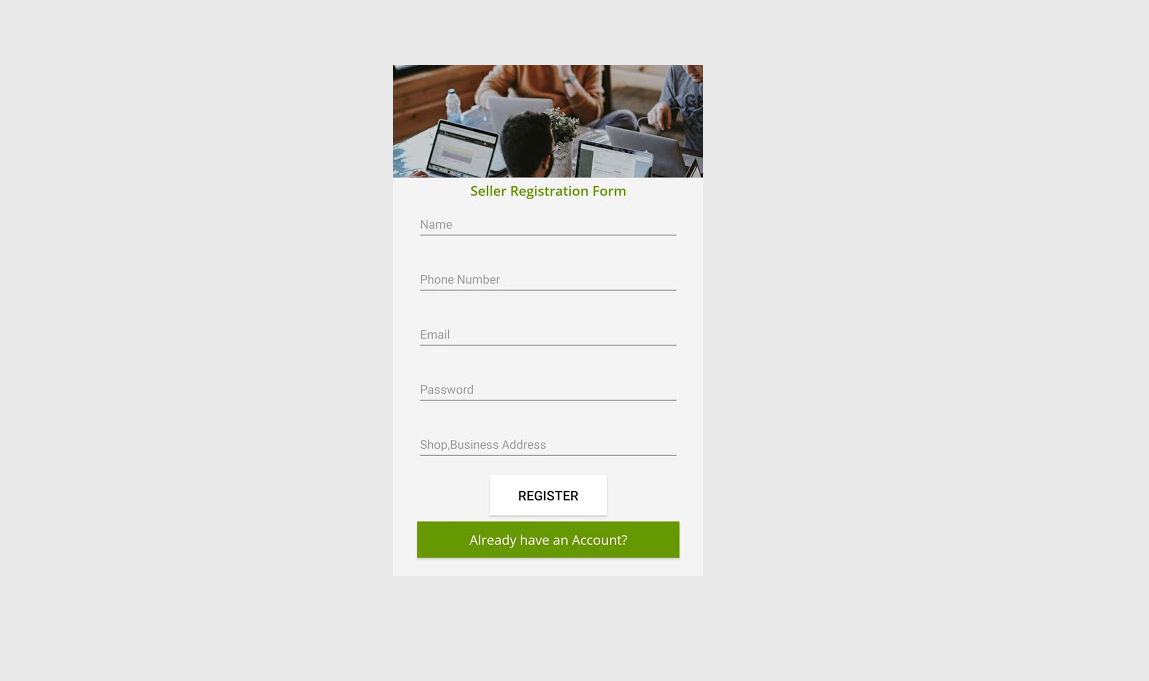 Seller Registration Form
Name
Phone Number
Email
Password
Shop,Business Address
REGISTER
Already have an Account?